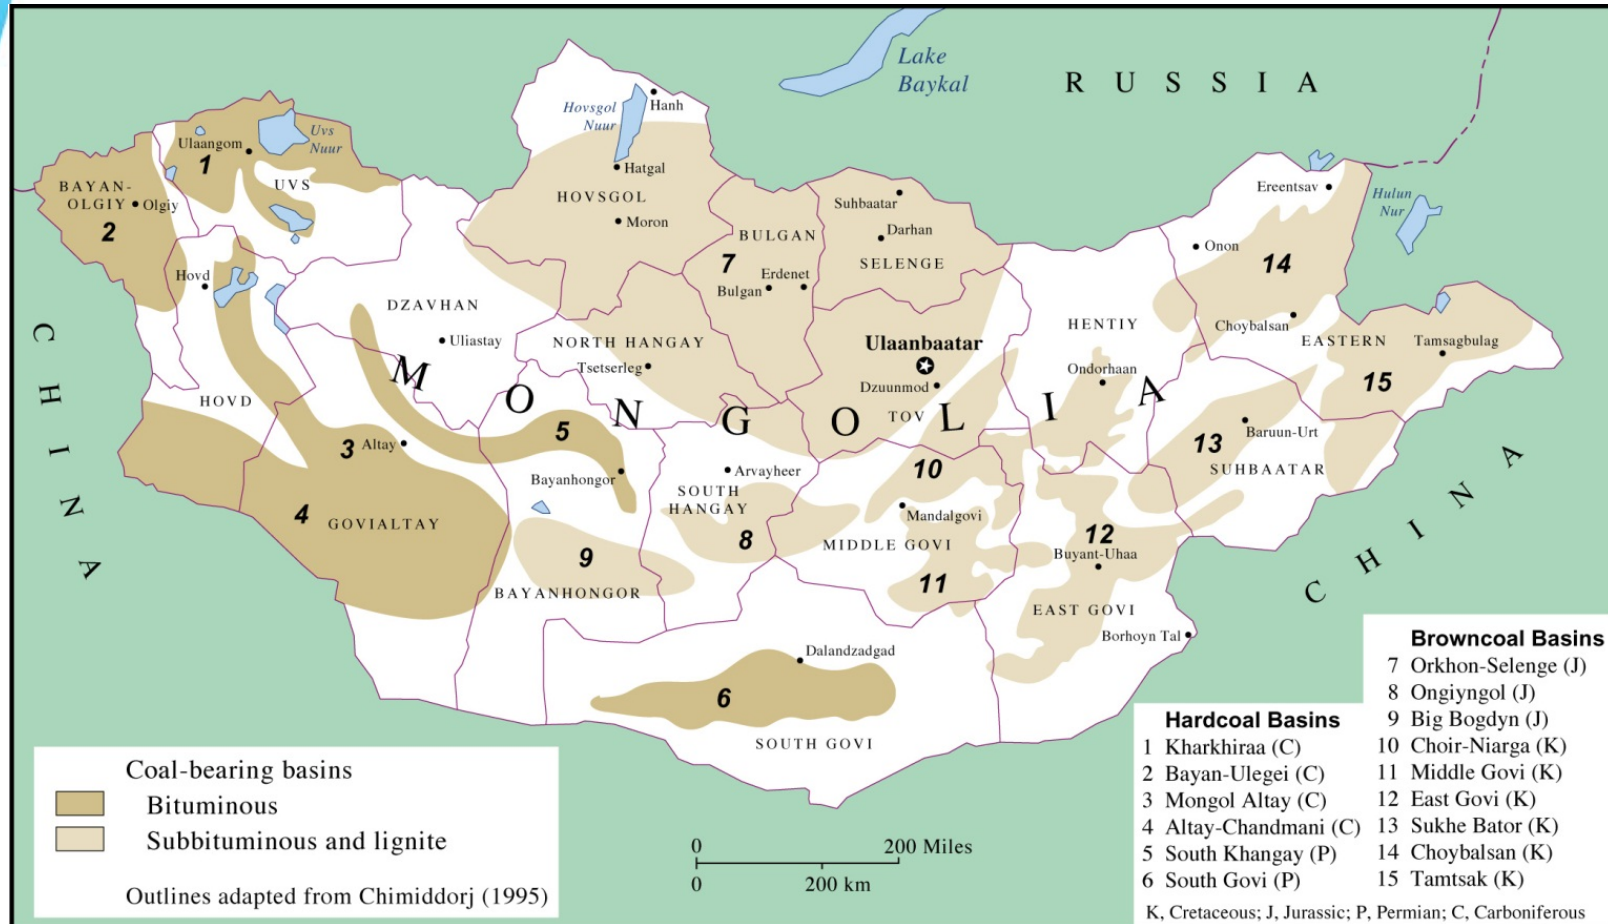 Lake
Baykal
RUSSIA
Hovsgol
Nuur
Hanh
Uvs
Nuur
Ulaangom
1
UVS
BAYAN-
OLGIY
Olgiy
2
Hatgal
HOVSGOL
Moron
Suhbaatar
Darhan
SELENGE
BULGAN
7
Erdenet
Bulgan
Ereentsav
Hulun
Nur
Onon
14
Choybalsan
EASTERN
Tamsagbulag
15
Hovd
DZAVHAN
Uliastay
NORTH HANGAY
Tsetserleg
Ulaanbaatar
Dzuunmod
TOV
HENTIY
Ondorhaan
CHINA
MONGOLIA
HOVD
3
Altay
5
Bayanhongor
Arvayheer
SOUTH
HANGAY
8
10
Mandalgovi
MIDDLE GOVI
11
13
Baruun-Urt
SUHBAATAR
12
Buyant-Uhaa
EAST GOVI
Borhoyn Tal
CHINA
4
GOVIALTAY
9
BAYANHONGOR
Dalandzadgad
6
SOUTH GOVI
Coal-bearing basins
Bituminous
Subbituminous and lignite
Outlines adapted from Chimiddorj (1995)
0 200 Miles
0 200 km
Hardcoal Basins
1 Kharkhiraa (C)
2 Bayan-Ulegei (C)
3 Mongol Altay (C)
4 Altay-Chandmani (C)
5 South Khangay (P)
6 South Govi (P)
Browncoal Basins
7 Orkhon-Selenge (J)
8 Ongiyngol (J)
9 Big Bogdyn (J)
10 Choir-Niarga (K)
11 Middle Govi (K)
12 East Govi (K)
13 Sukhe Bator (K)
14 Choybalsan (K)
15 Tamtsak (K)
K, Cretaceous; J, Jurassic; P, Permian; C, Carboniferous